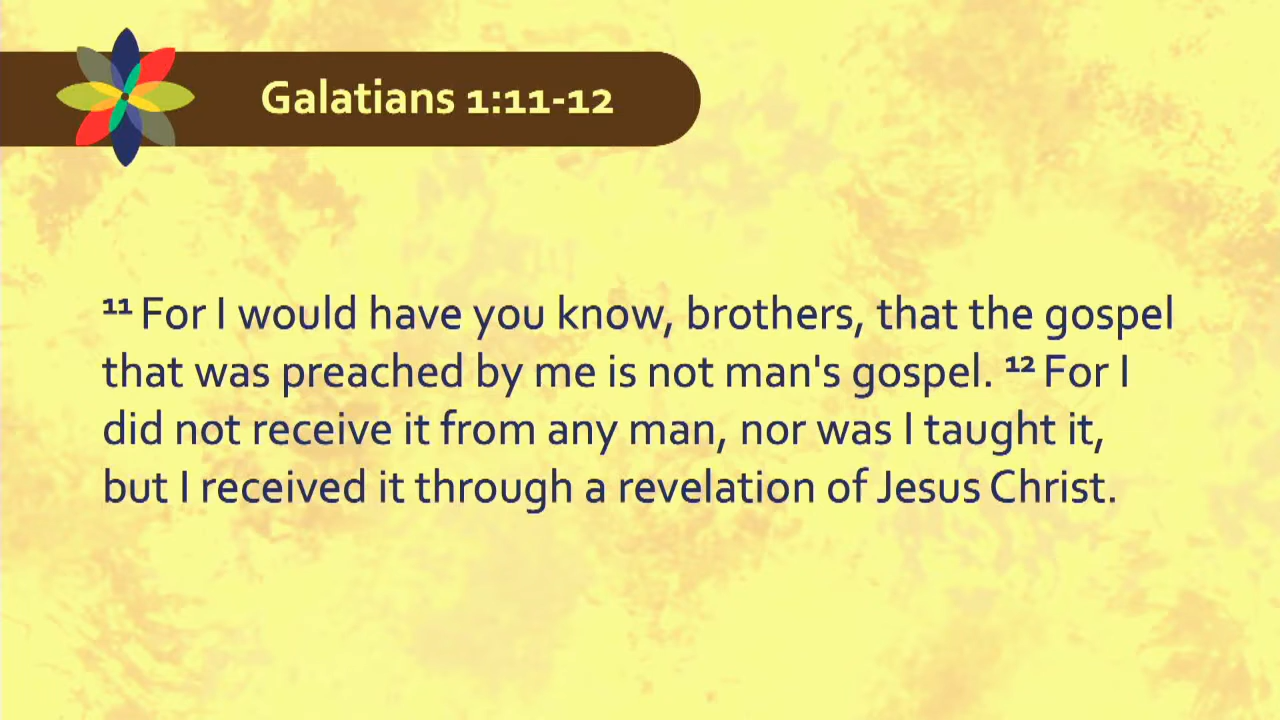 Galatians 1:11-12
11 For I would have you know, brothers, that the gospel
that was preached by me is not man's gospel. 12 For I
did not receive it from any man, nor was I taught it,
but I received it through a revelation of Jesus Christ.